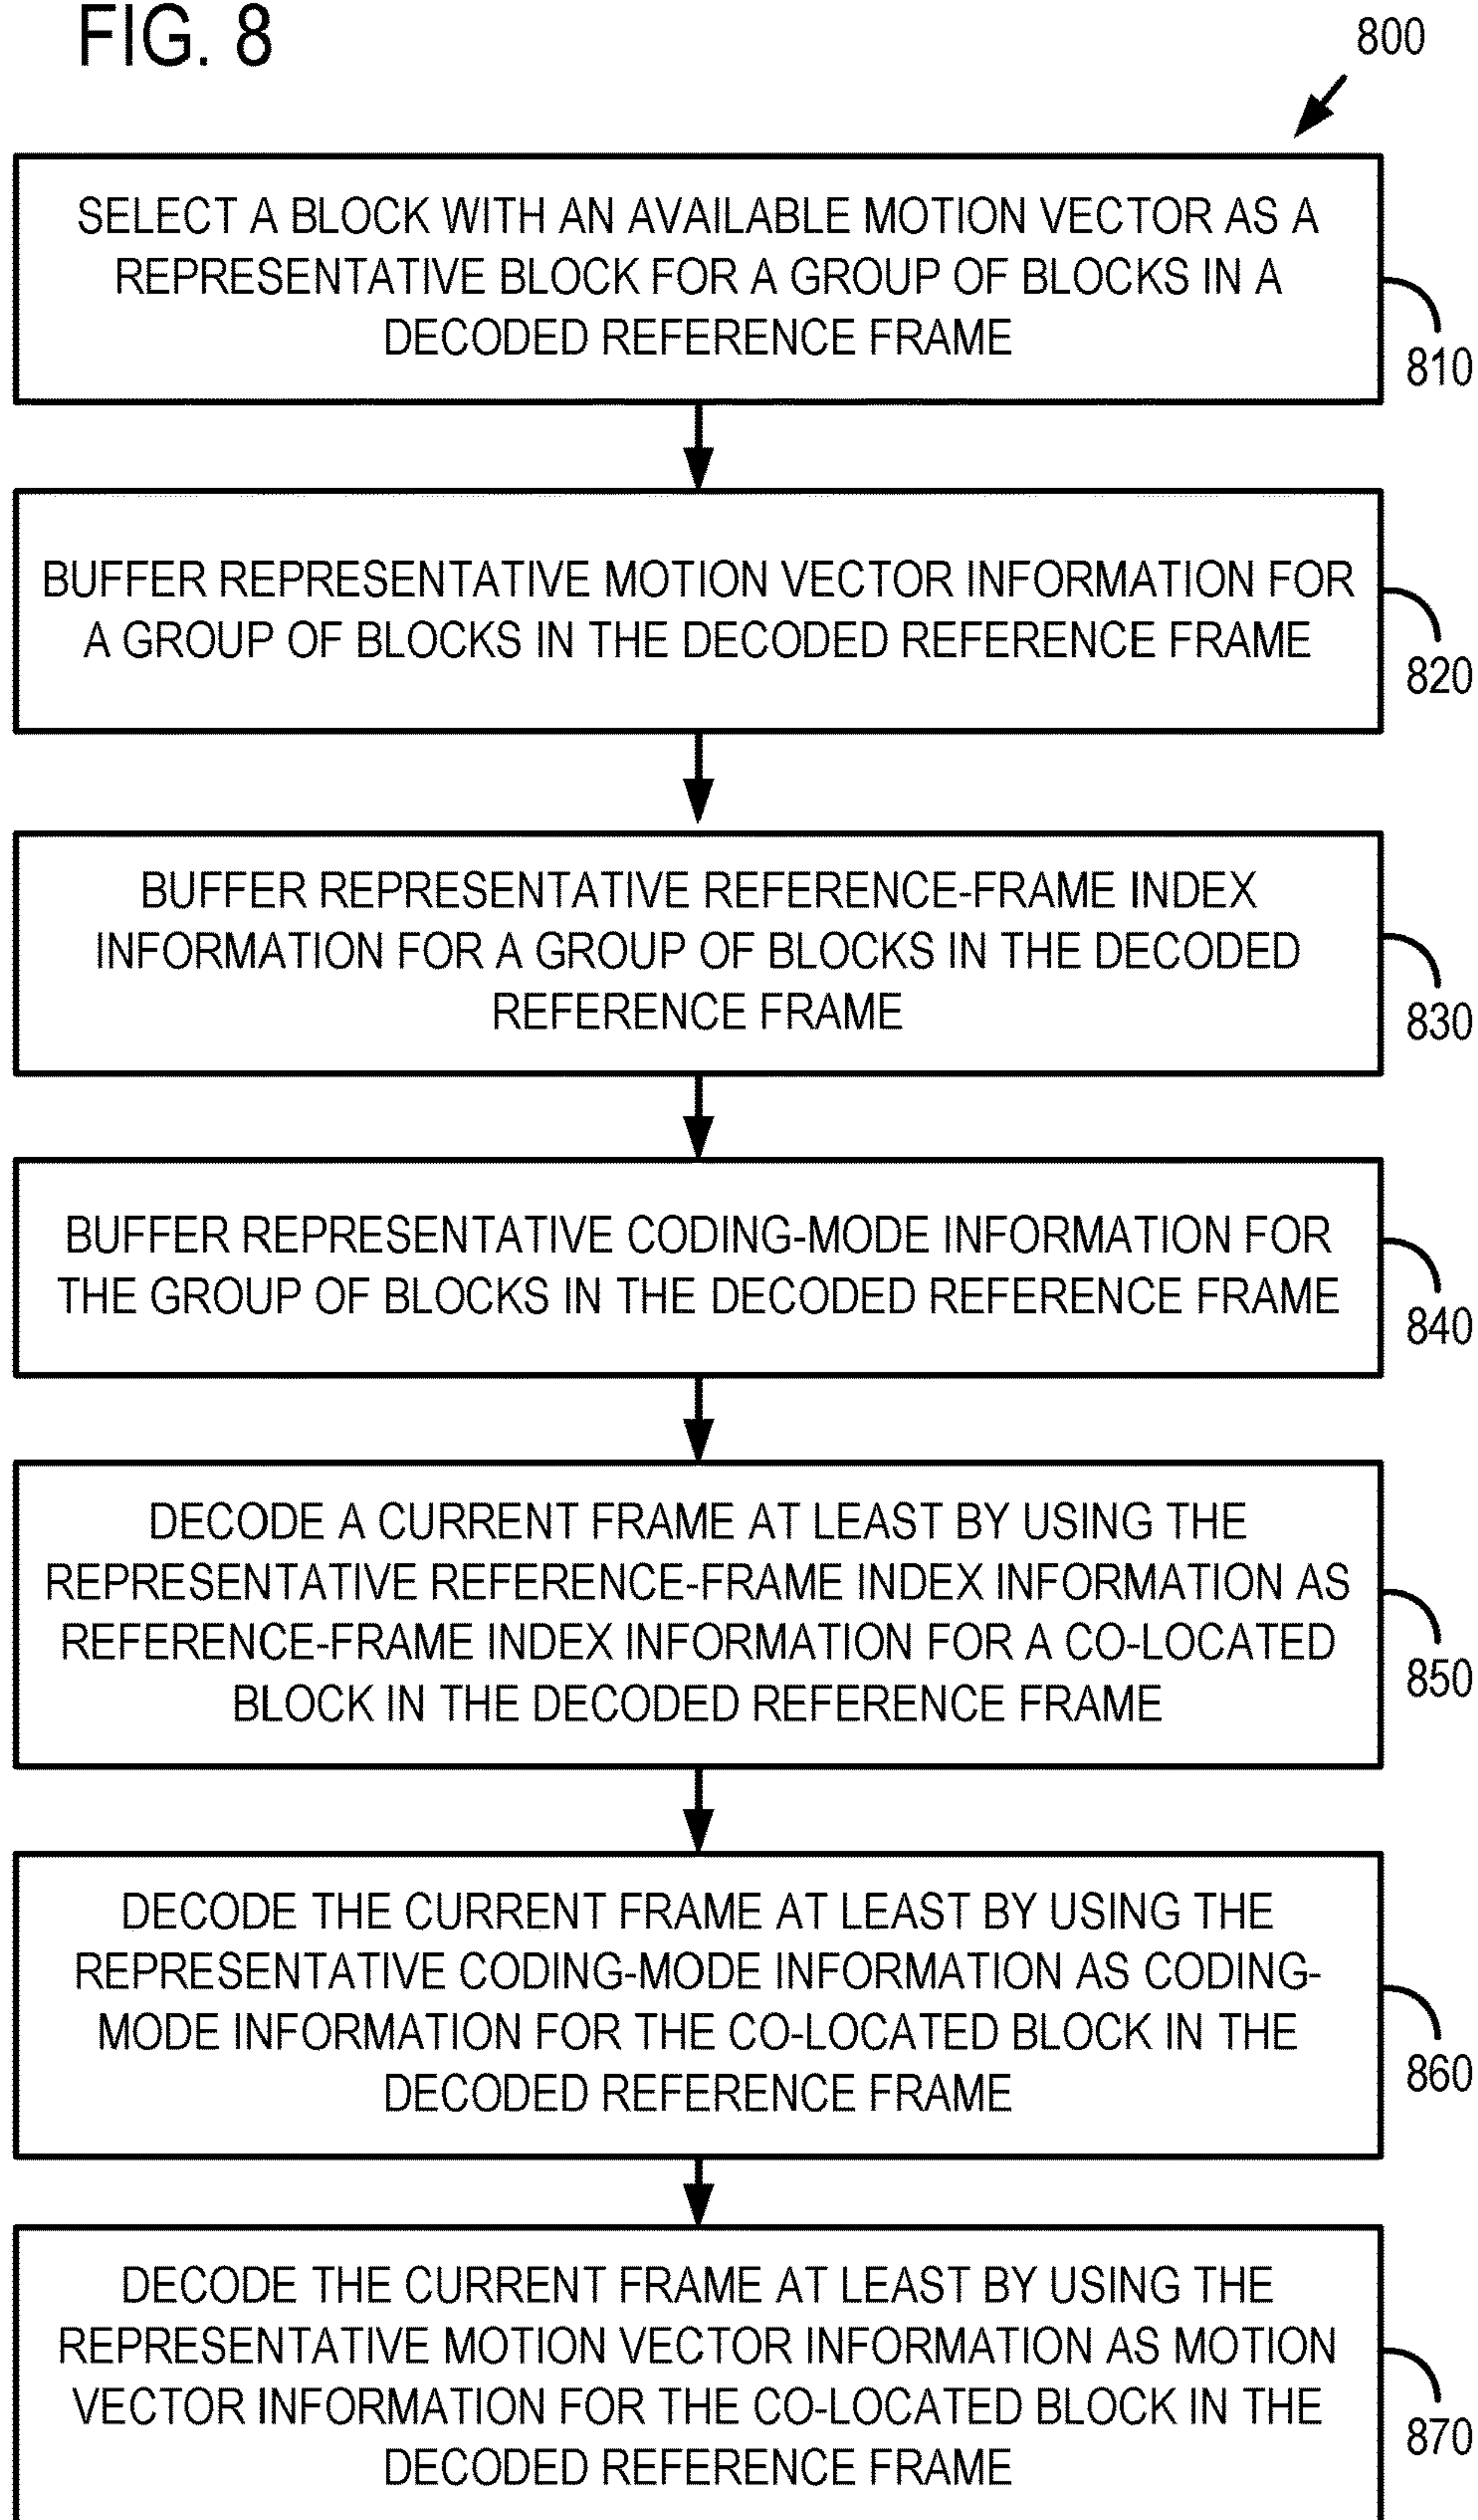 FIG. 8
800
SELECT A BLOCK WITH AN AVAILABLE MOTION VECTOR AS A
REPRESENTATIVE BLOCK FOR A GROUP OF BLOCKS IN A
DECODED REFERENCE FRAME
810
BUFFER REPRESENTATIVE MOTION VECTOR INFORMATION FOR
A GROUP OF BLOCKS IN THE DECODED REFERENCE FRAME
820
BUFFER REPRESENTATIVE REFERENCE-FRAME INDEX
INFORMATION FOR A GROUP OF BLOCKS IN THE DECODED
REFERENCE FRAME
830
BUFFER REPRESENTATIVE CODING-MODE INFORMATION FOR
THE GROUP OF BLOCKS IN THE DECODED REFERENCE FRAME
840
DECODE A CURRENT FRAME AT LEAST BY USING THE
REPRESENTATIVE REFERENCE-FRAME INDEX INFORMATION AS
REFERENCE-FRAME INDEX INFORMATION FOR A CO-LOCATED
BLOCK IN THE DECODED REFERENCE FRAME
850
DECODE THE CURRENT FRAME AT LEAST BY USING THE
REPRESENTATIVE CODING-MODE INFORMATION AS CODING-
MODE INFORMATION FOR THE CO-LOCATED BLOCK IN THE
DECODED REFERENCE FRAME
860
DECODE THE CURRENT FRAME AT LEAST BY USING THE
REPRESENTATIVE MOTION VECTOR INFORMATION AS MOTION
VECTOR INFORMATION FOR THE CO-LOCATED BLOCK IN THE
DECODED REFERENCE FRAME
870